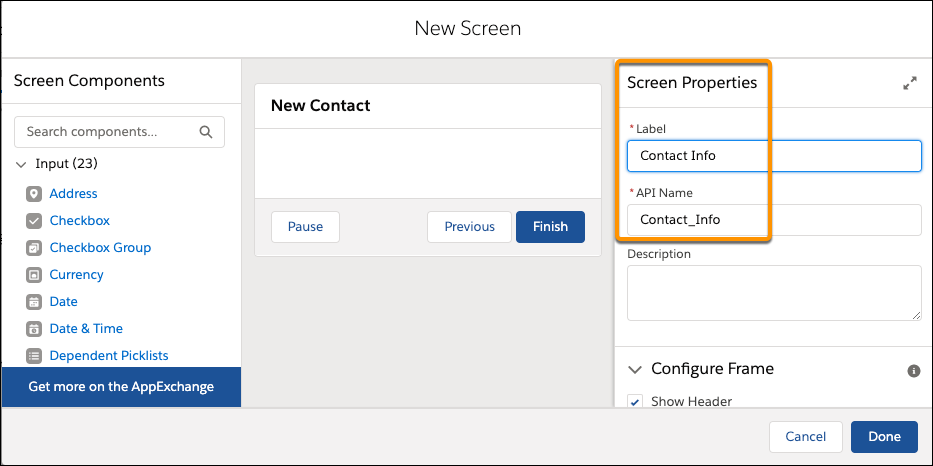 New Screen
Screen Components
Search components...
Input (23)
Address
Checkbox
Checkbox Group
Currency
Date
Date & Time
Dependent Picklists
Get more on the AppExchange
New Contact
Pause
Previous
Finish
Screen Properties
* Label
Contact Info
* API Name
Contact_Info
Description
Configure Frame
Show Header
Cancel
Done